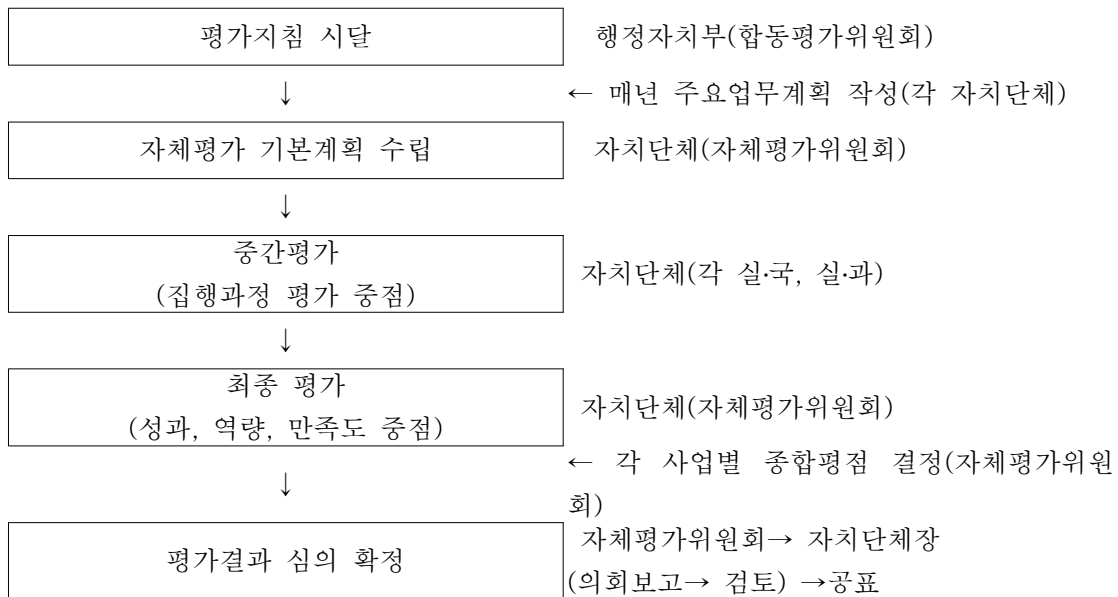 평가지침 시달 행정자치부(합동평가위원회)
↓ ← 매년 주요업무계획 작성(각 자치단체)
자체평가 기본계획 수립 자치단체(자체평가위원회)
↓
중간평가
(집행과정 평가 중점)
자치단체(각 실·국, 실·과)
↓
최종 평가
(성과, 역량, 만족도 중점)
자치단체(자체평가위원회)
↓
← 각 사업별 종합평점 결정(자체평가위원
회)
평가결과 심의 확정
자체평가위원회→ 자치단체장
(의회보고→ 검토) →공표